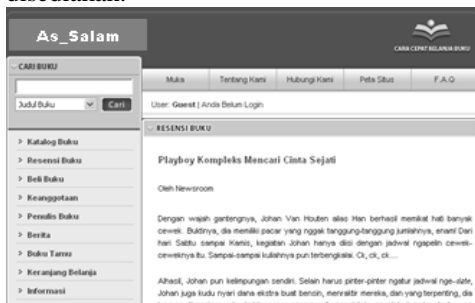 As_Salam
CARA CEPAT BELANJA BUKU
CARI BUKU
Judul Buku Cari
Muka Tentang Kami Hubungi Kami Peta Situs F.A.Q
User: Guest | Anda Belum Login
> Katalog Buku
> Resensi Buku
> Beli Buku
> Keanggotaan
> Penulis Buku
> Berita
> Buku Tamu
> Keranjang Belanja
> Informasi
RESENSI BUKU
Playboy Kompleks Mencari Cinta Sejati
Oleh Newsroom
Dengan wajah gantengnya, Johan Van Houten alias Han berhasil memikat hati banyak
cewek. Buktinya, dia memiliki pacar yang nggak tanggung-tanggung jumlahnya, enam! Dari
hari Sabtu sampai Kamis, kegiatan Johan hanya diisi dengan jadwal ngapelin cewek-
ceweknya itu. Sampai-sampai kuliahnya pun terbengkalai. Ck, ck, ck....
Alhasil, Johan pun kelimpungan sendiri. Selain harus pinter-pinter ngatur jadwal nge-date,
Johan juga kudu nyari dana ekstra buat bensin, menraktir mereka, dan yang terpenting, dia